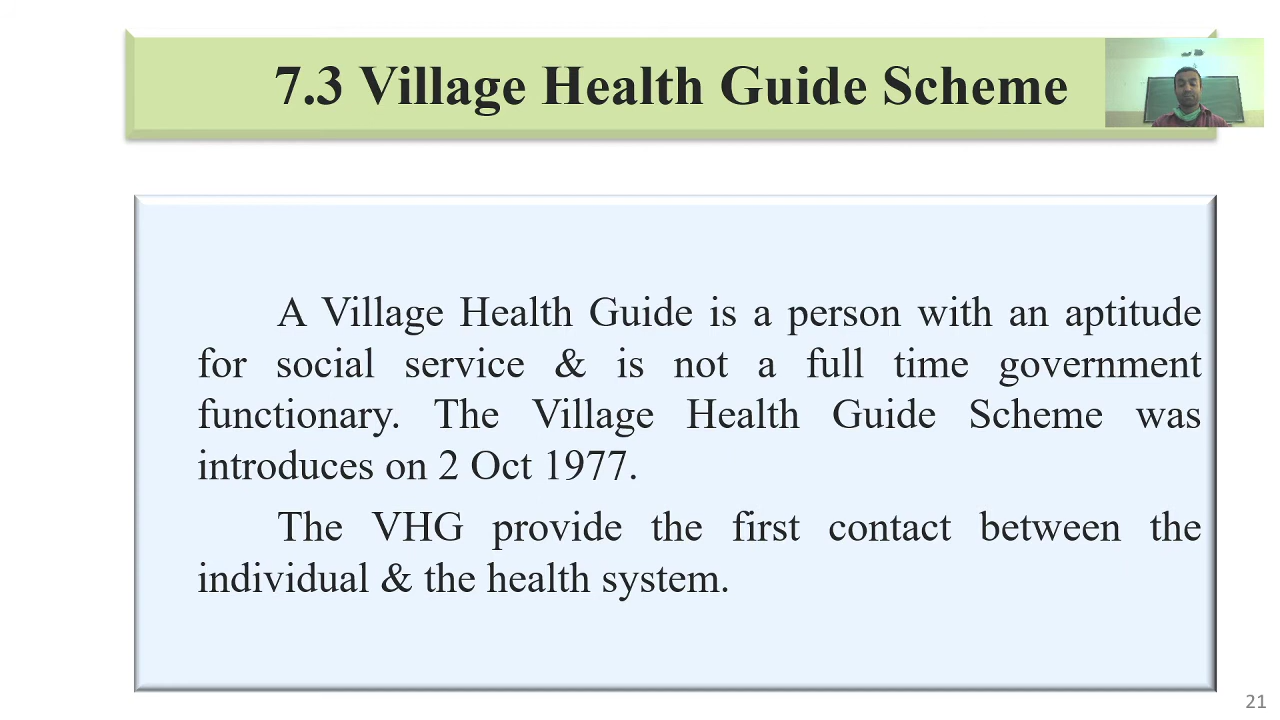 7.3 Village Health Guide Scheme
A Village Health Guide is a person with an aptitude
for social service & is not a full time government
functionary. The Village Health Guide Scheme was
introduces on 2 Oct 1977.
The VHG provide the first contact between the
individual & the health system.
21